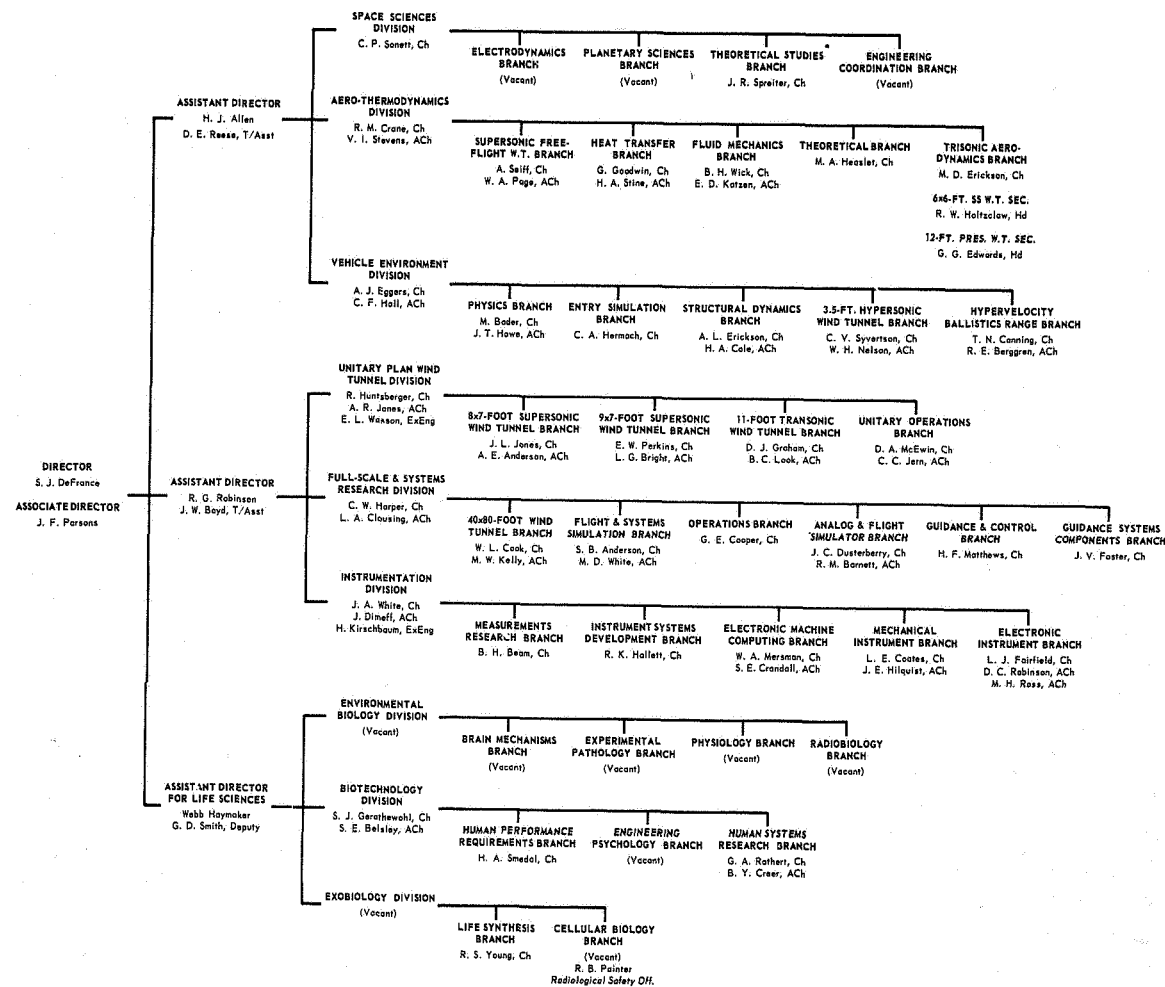 SPACE SCIENCES
DIVISION
C. P. Sonett, Ch
ELECTRODYNAMICS
BRANCH
(Vacant)
PLANETARY SCIENCES
BRANCH
(Vacant)
THEORETICAL STUDIES
BRANCH
J. R. Spreiter, Ch
ENGINEERING
COORDINATION BRANCH
(Vacant)
ASSISTANT DIRECTOR
H. J. Allen
D. E. Reese, T/Asst
AERO-THERMODYNAMICS
DIVISION
R. M. Crane, Ch
V. I. Stevens, ACh
SUPERSONIC FREE-
FLIGHT W.T. BRANCH
A. Seiff, Ch
W. A. Page, ACh
HEAT TRANSFER
BRANCH
G. Goodwin, Ch
H. A. Stine, ACh
FLUID MECHANICS
BRANCH
B. H. Wick, Ch
E. D. Katzen, ACh
THEORETICAL BRANCH
M. A. Heaslet, Ch
TRISONIC AERO-
DYNAMICS BRANCH
M. D. Erickson, Ch
6x6-FT. SS W.T. SEC.
R. W. Holtzclaw, Hd
12-FT. PRES. W.T. SEC.
G. G. Edwards, Hd
VEHICLE ENVIRONMENT
DIVISION
A. J. Eggers, Ch
C. F. Hall, ACh
PHYSICS BRANCH
M. Bader, Ch
J. T. Howe, ACh
ENTRY SIMULATION
BRANCH
C. A. Hermach, Ch
STRUCTURAL DYNAMICS
BRANCH
A. L. Erickson, Ch
H. A. Cole, ACh
3.5-FT. HYPERSONIC
WIND TUNNEL BRANCH
C. V. Syvertson, Ch
W. H. Nelson, ACh
HYPERVELOCITY
BALLISTICS RANGE BRANCH
T. N. Canning, Ch
R. E. Berggren, ACh
DIRECTOR
S. J. DeFrance
ASSOCIATE DIRECTOR
J. F. Parsons
ASSISTANT DIRECTOR
R. G. Robinson
J. W. Boyd, T/Asst
UNITARY PLAN WIND
TUNNEL DIVISION
R. Huntsberger, Ch
A. R. Jones, ACh
E. L. Waxson, ExEng
8x7-FOOT SUPERSONIC
WIND TUNNEL BRANCH
J. L. Jones, Ch
A. E. Anderson, ACh
9x7-FOOT SUPERSONIC
WIND TUNNEL BRANCH
E. W. Perkins, Ch
L. G. Bright, ACh
11-FOOT TRANSONIC
WIND TUNNEL BRANCH
D. J. Graham, Ch
B. C. Look, ACh
UNITARY OPERATIONS
BRANCH
D. A. McEwin, Ch
C. C. Jern, ACh
FULL-SCALE & SYSTEMS
RESEARCH DIVISION
C. W. Harper, Ch
L. A. Clousing, ACh
40x80-FOOT WIND
TUNNEL BRANCH
W. L. Cook, Ch
M. W. Kelly, ACh
FLIGHT & SYSTEMS
SIMULATION BRANCH
S. B. Anderson, Ch
M. D. White, ACh
OPERATIONS BRANCH
G. E. Cooper, Ch
ANALOG & FLIGHT
SIMULATOR BRANCH
J. C. Dusterberry, Ch
R. M. Barnett, ACh
GUIDANCE & CONTROL
BRANCH
H. F. Matthews, Ch
GUIDANCE SYSTEMS
COMPONENTS BRANCH
J. V. Foster, Ch
INSTRUMENTATION
DIVISION
J. A. White, Ch
J. Dimeff, ACh
H. Kirschbaum, ExEng
MEASUREMENTS
RESEARCH BRANCH
B. H. Beam, Ch
INSTRUMENT SYSTEMS
DEVELOPMENT BRANCH
R. K. Hallett, Ch
ELECTRONIC MACHINE
COMPUTING BRANCH
W. A. Mersman, Ch
S. E. Crandall, ACh
MECHANICAL
INSTRUMENT BRANCH
L. E. Coates, Ch
J. E. Hilquist, ACh
ELECTRONIC
INSTRUMENT BRANCH
L. J. Fairfield, Ch
D. C. Robinson, ACh
M. H. Ross, ACh
ASSISTANT DIRECTOR
FOR LIFE SCIENCES
Webb Haymaker
G. D. Smith, Deputy
ENVIRONMENTAL
BIOLOGY DIVISION
(Vacant)
BRAIN MECHANISMS
BRANCH
(Vacant)
EXPERIMENTAL
PATHOLOGY BRANCH
(Vacant)
PHYSIOLOGY BRANCH
(Vacant)
RADIOBIOLOGY
BRANCH
(Vacant)
BIOTECHNOLOGY
DIVISION
S. J. Gerathewohl, Ch
S. E. Belsley, ACh
HUMAN PERFORMANCE
REQUIREMENTS BRANCH
H. A. Smedal, Ch
ENGINEERING
PSYCHOLOGY BRANCH
(Vacant)
HUMAN SYSTEMS
RESEARCH BRANCH
G. A. Rathert, Ch
B. Y. Creer, ACh
EXOBIOLOGY DIVISION
(Vacant)
LIFE SYNTHESIS
BRANCH
R. S. Young, Ch
CELLULAR BIOLOGY
BRANCH
(Vacant)
R. B. Painter
Radiological Safety Off.